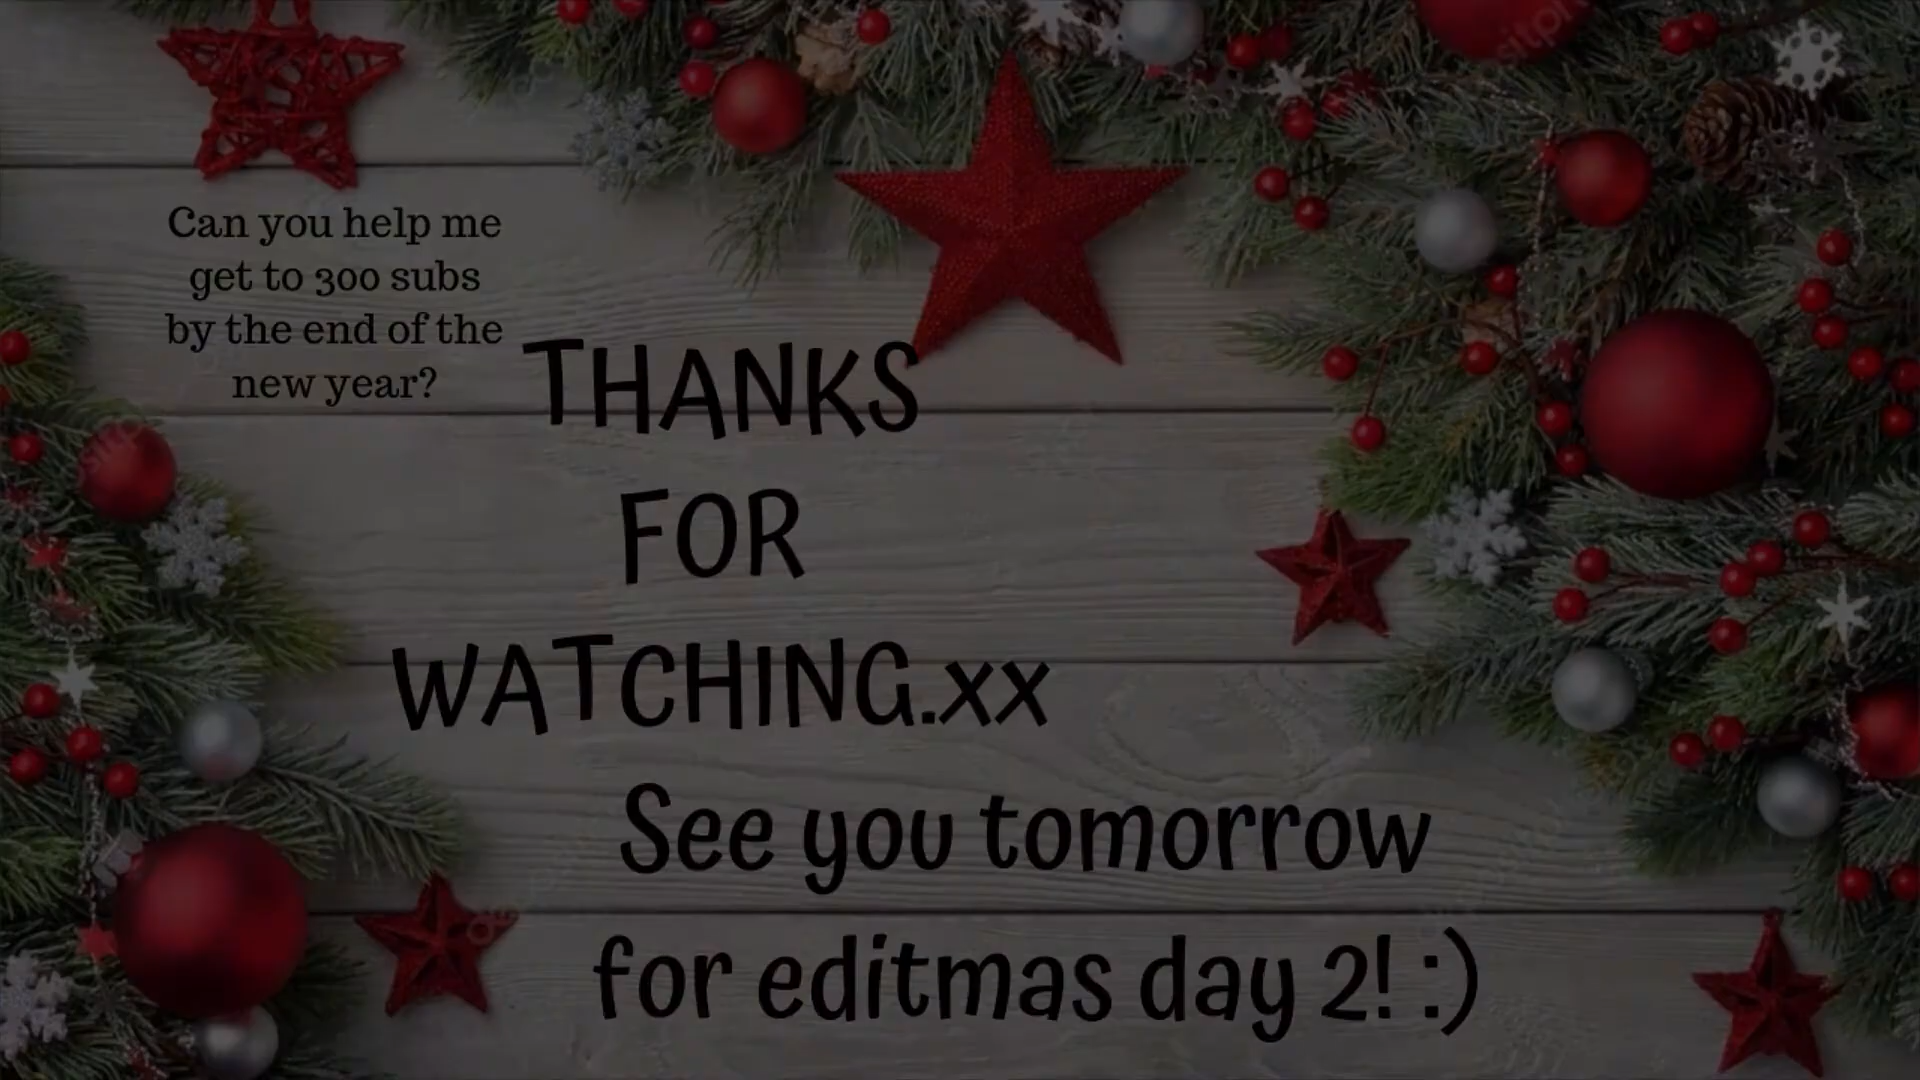 Can you help me
get to 300 subs
by the end of the
new year?
THANKS
FOR
WATCHING.xx
See you tomorrow
for editmas day 2! :)